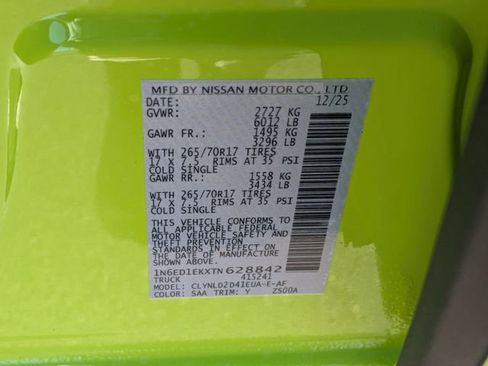 MFD BY NISSAN MOTOR CO., LTD
DATE: 12/25
GVWR: 2727 KG
6012 LB
GAWR FR.: 1495 KG
3296 LB
WITH 265/70R17 TIRES
17 X 7.5 RIMS AT 35 PSI
COLD SINGLE
GAWR RR.: 1558 KG
3434 LB
WITH 265/70R17 TIRES
17 X 7.5 RIMS AT 35 PSI
COLD SINGLE
THIS VEHICLE CONFORMS TO
ALL APPLICABLE FEDERAL
MOTOR VEHICLE SAFETY AND
THEFT PREVENTION
STANDARDS IN EFFECT ON
THE DATE OF MANUFACTURE
SHOWN ABOVE.
1N6ED1EKXTN 628842
TRUCK 415241
MODEL: CLYNLD2D41EUA-E-AF
COLOR: SAA TRIM: Y ZS00A